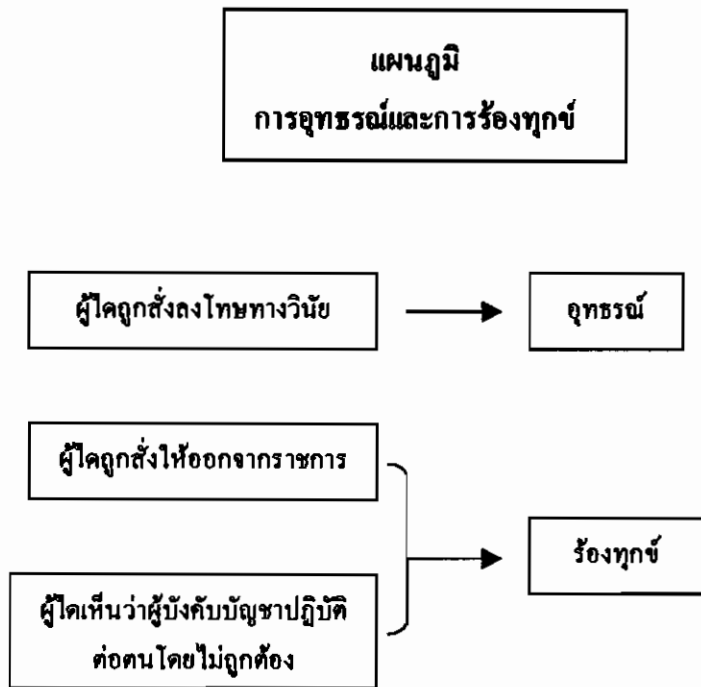 แผนภูมิ
การอุทธรณ์และการร้องทุกข์
ผู้ใดถูกสั่งลงโทษทางวินัย
อุทธรณ์
ผู้ใดถูกสั่งให้ออกจากราชการ
ร้องทุกข์
ผู้ใดเห็นว่าผู้บังคับบัญชาปฏิบัติ
ต่อตนโดยไม่ถูกต้อง